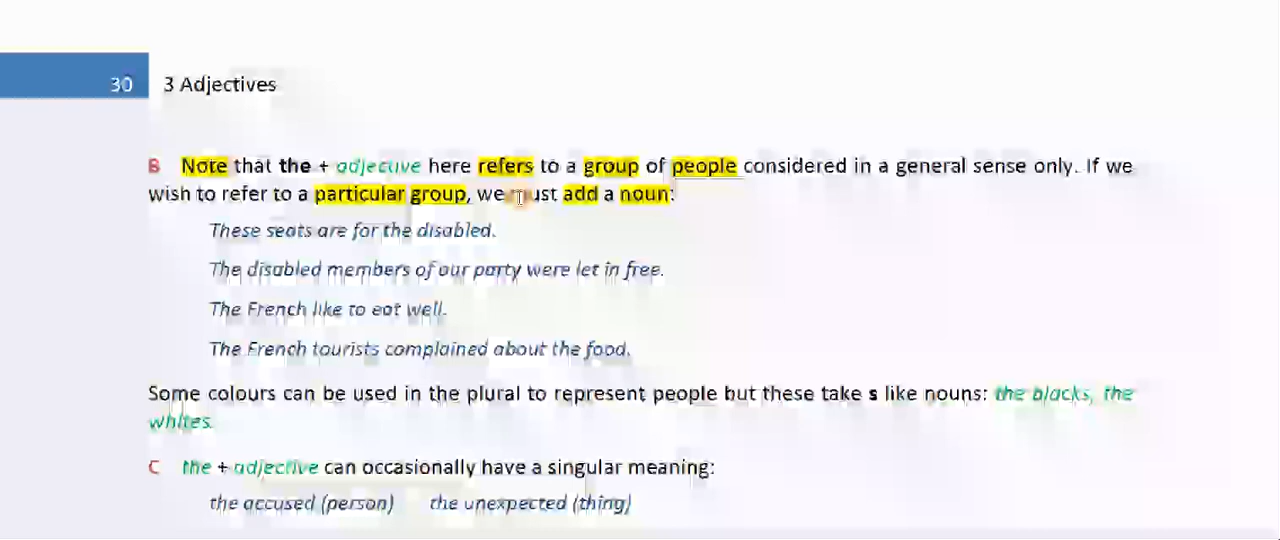 30 3 Adjectives
B Note that the + adjective here refers to a group of people considered in a general sense only. If we
wish to refer to a particular group, we must add a noun:
These seats are for the disabled.
The disabled members of our party were let in free.
The French like to eat well.
The French tourists complained about the food.
Some colours can be used in the plural to represent people but these take s like nouns: the blacks, the
whites.
C the + adjective can occasionally have a singular meaning:
the accused (person) the unexpected (thing)